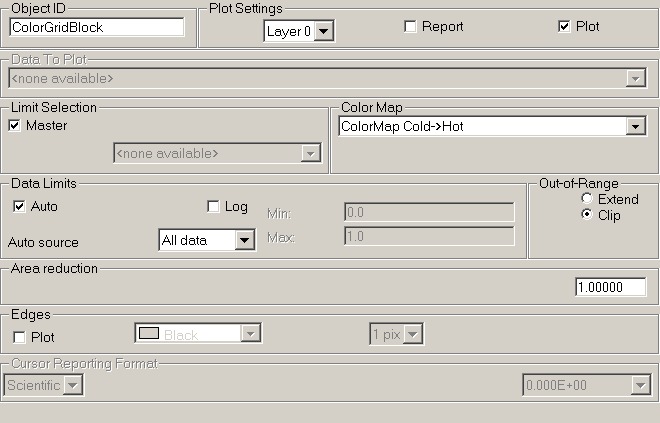 Object ID
Plot Settings
ColorGridBlock
Layer 0
Report
Plot
Data To Plot
<none available>
Limit Selection
Color Map
Master
ColorMap Cold->Hot
<none available>
Data Limits
Out-of-Range
Auto
Log
Min:
0.0
Extend
Clip
Auto source
All data
Max:
1.0
Area reduction
1.00000
Edges
Plot
Black
1 pix
Cursor Reporting Format
Scientific
0.000E+00